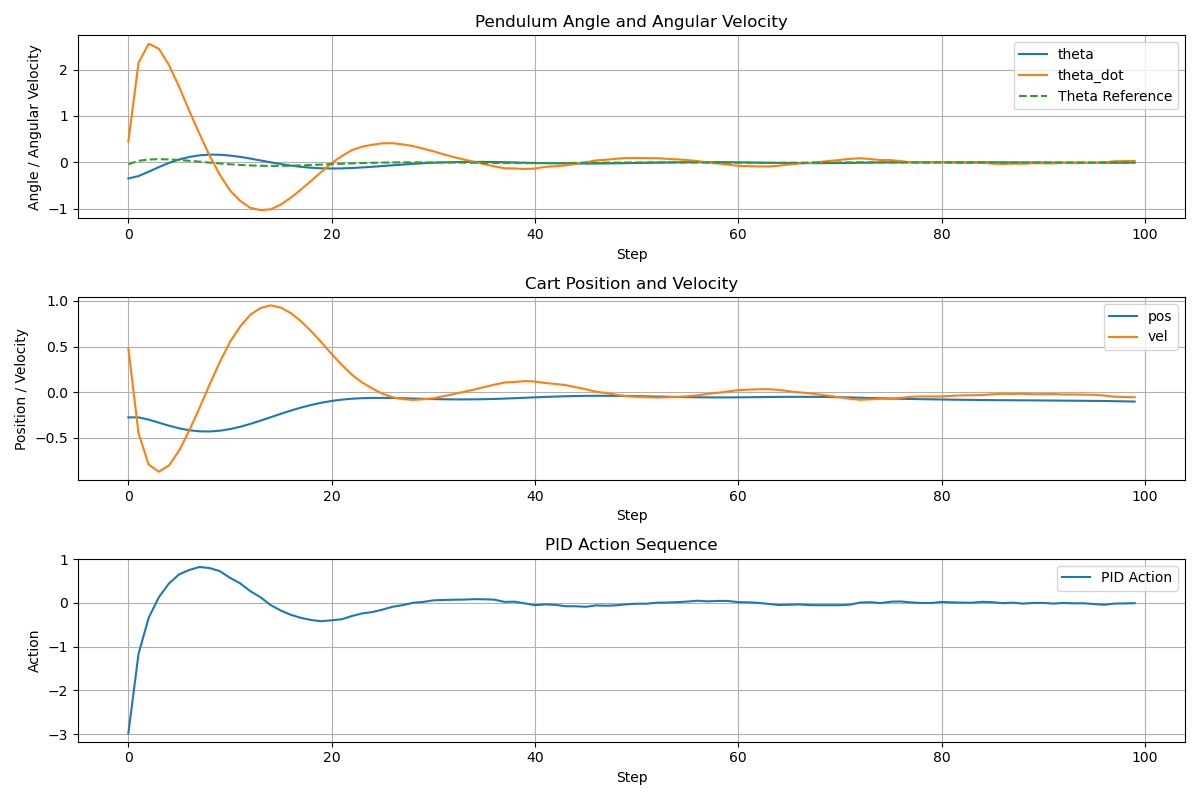 Pendulum Angle and Angular Velocity
Angle / Angular Velocity
2
1
0
−1
theta
theta_dot
Theta Reference
0 20 40 60 80 100
Step
Cart Position and Velocity
Position / Velocity
1.0
0.5
0.0
−0.5
pos
vel
0 20 40 60 80 100
Step
PID Action Sequence
Action
1
0
−1
−2
−3
PID Action
0 20 40 60 80 100
Step